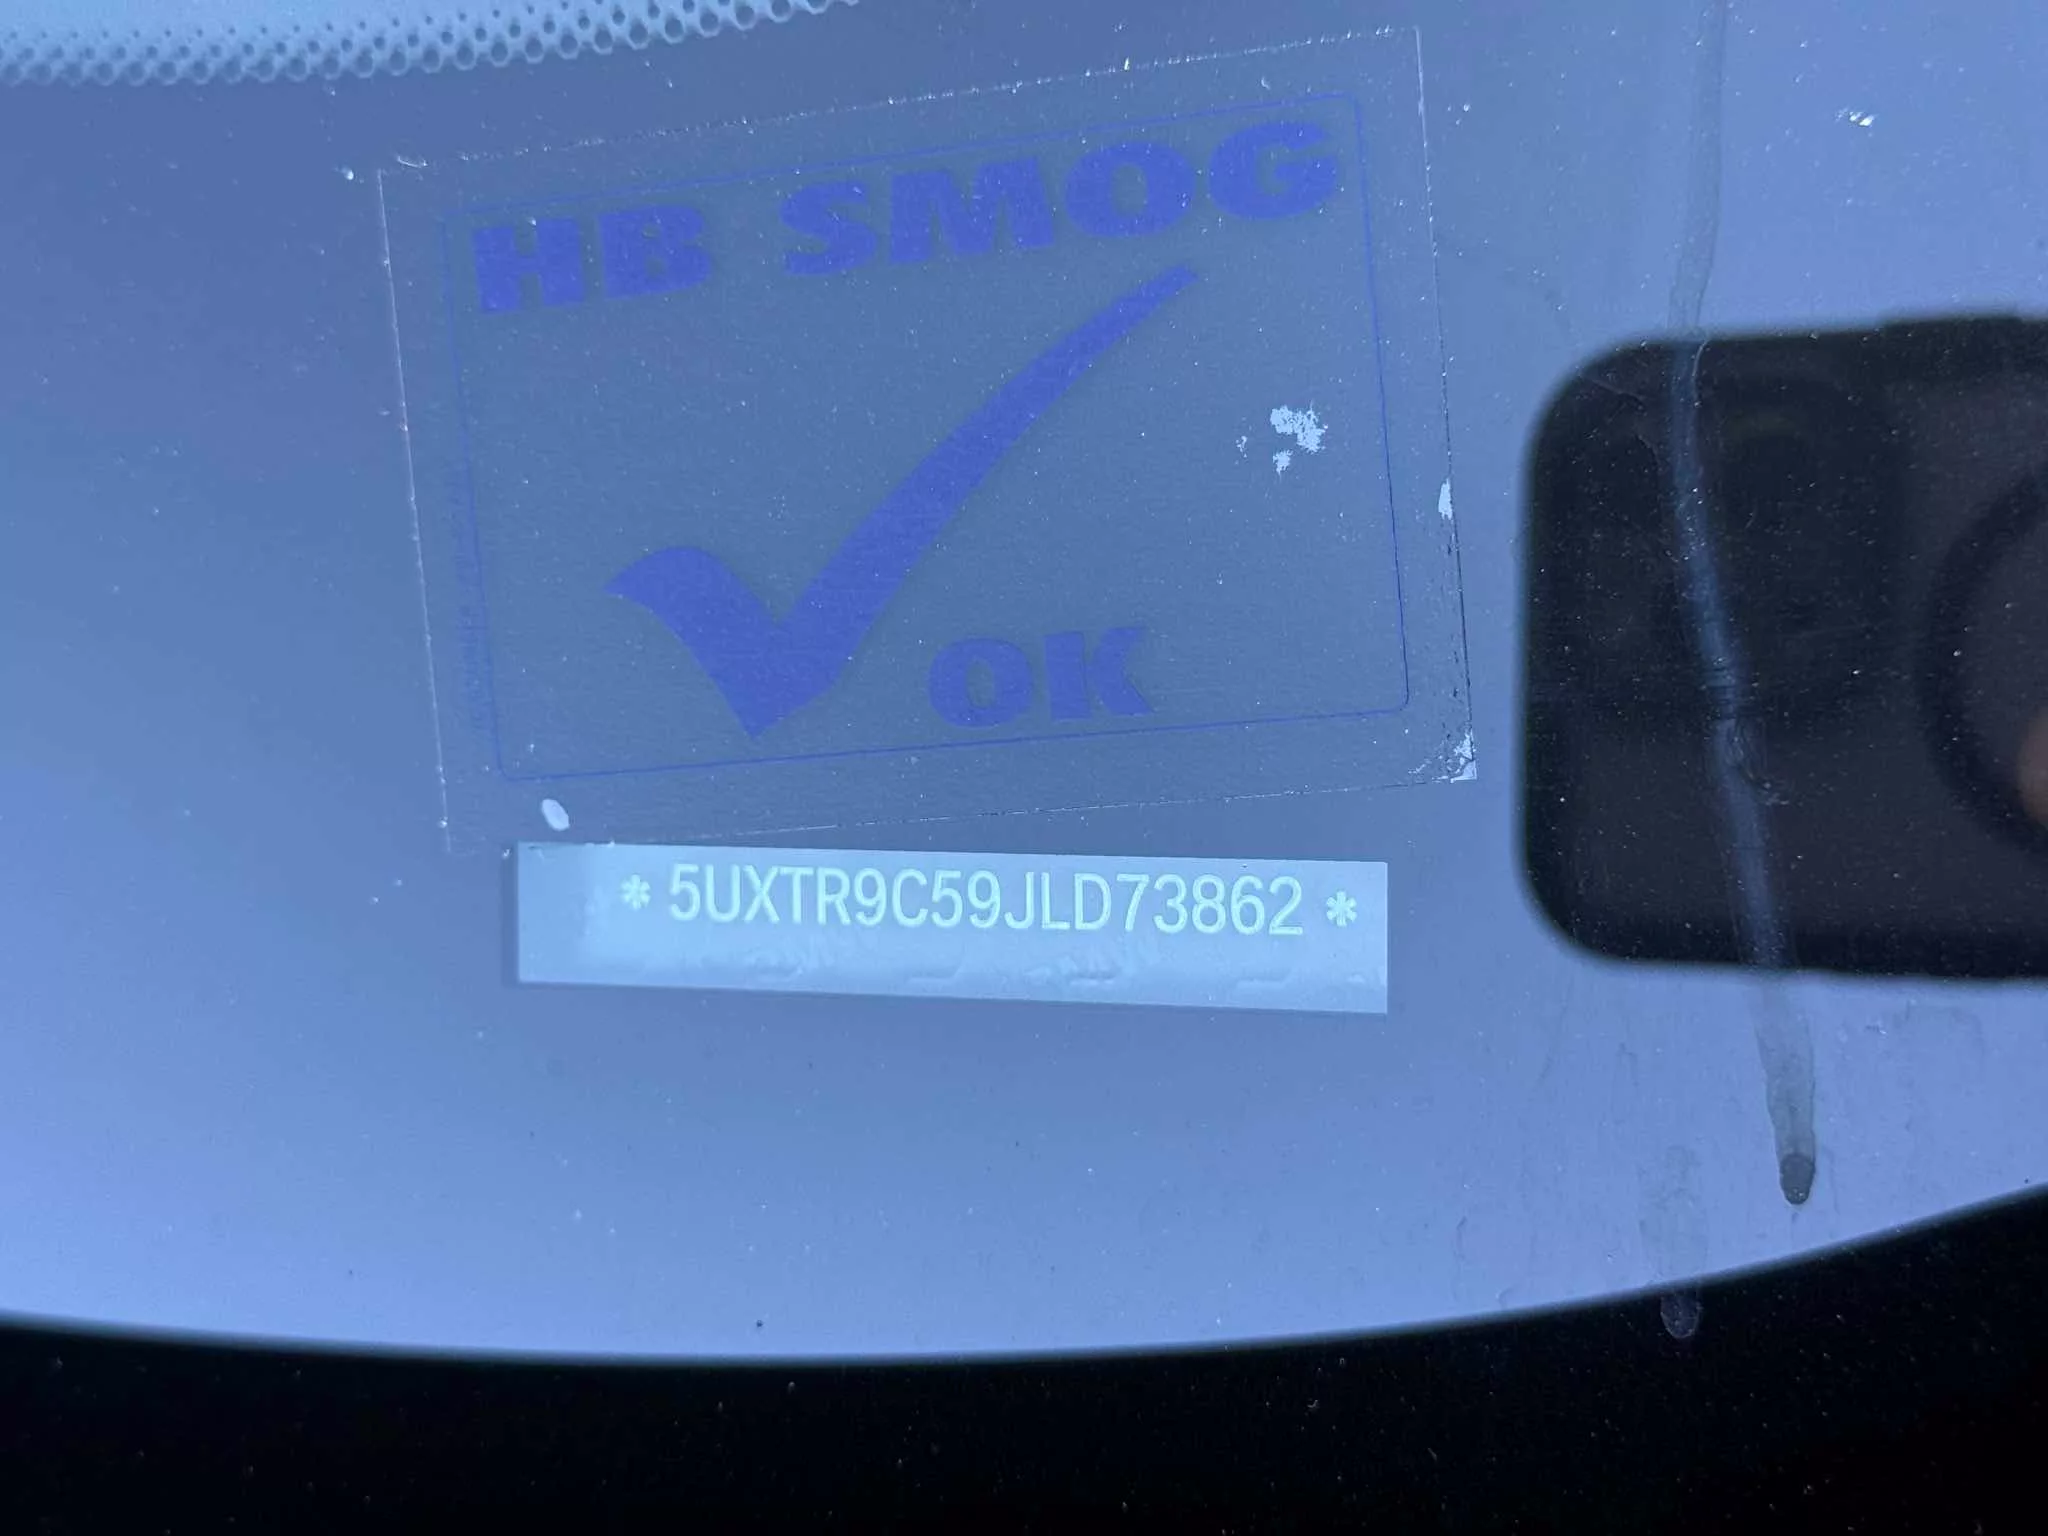 HB SMOG
OK
* 5UXTR9C59JLD73862 *